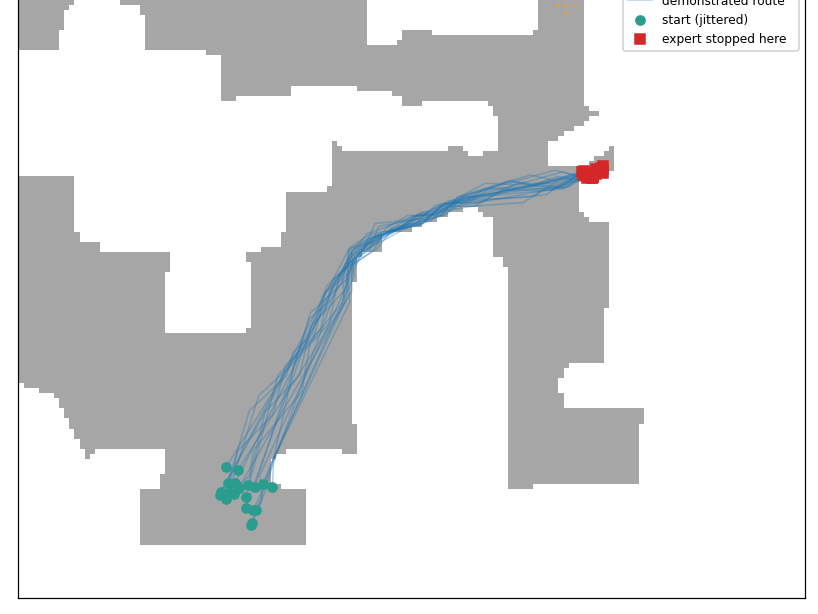 demonstrated route
start (jittered)
expert stopped here